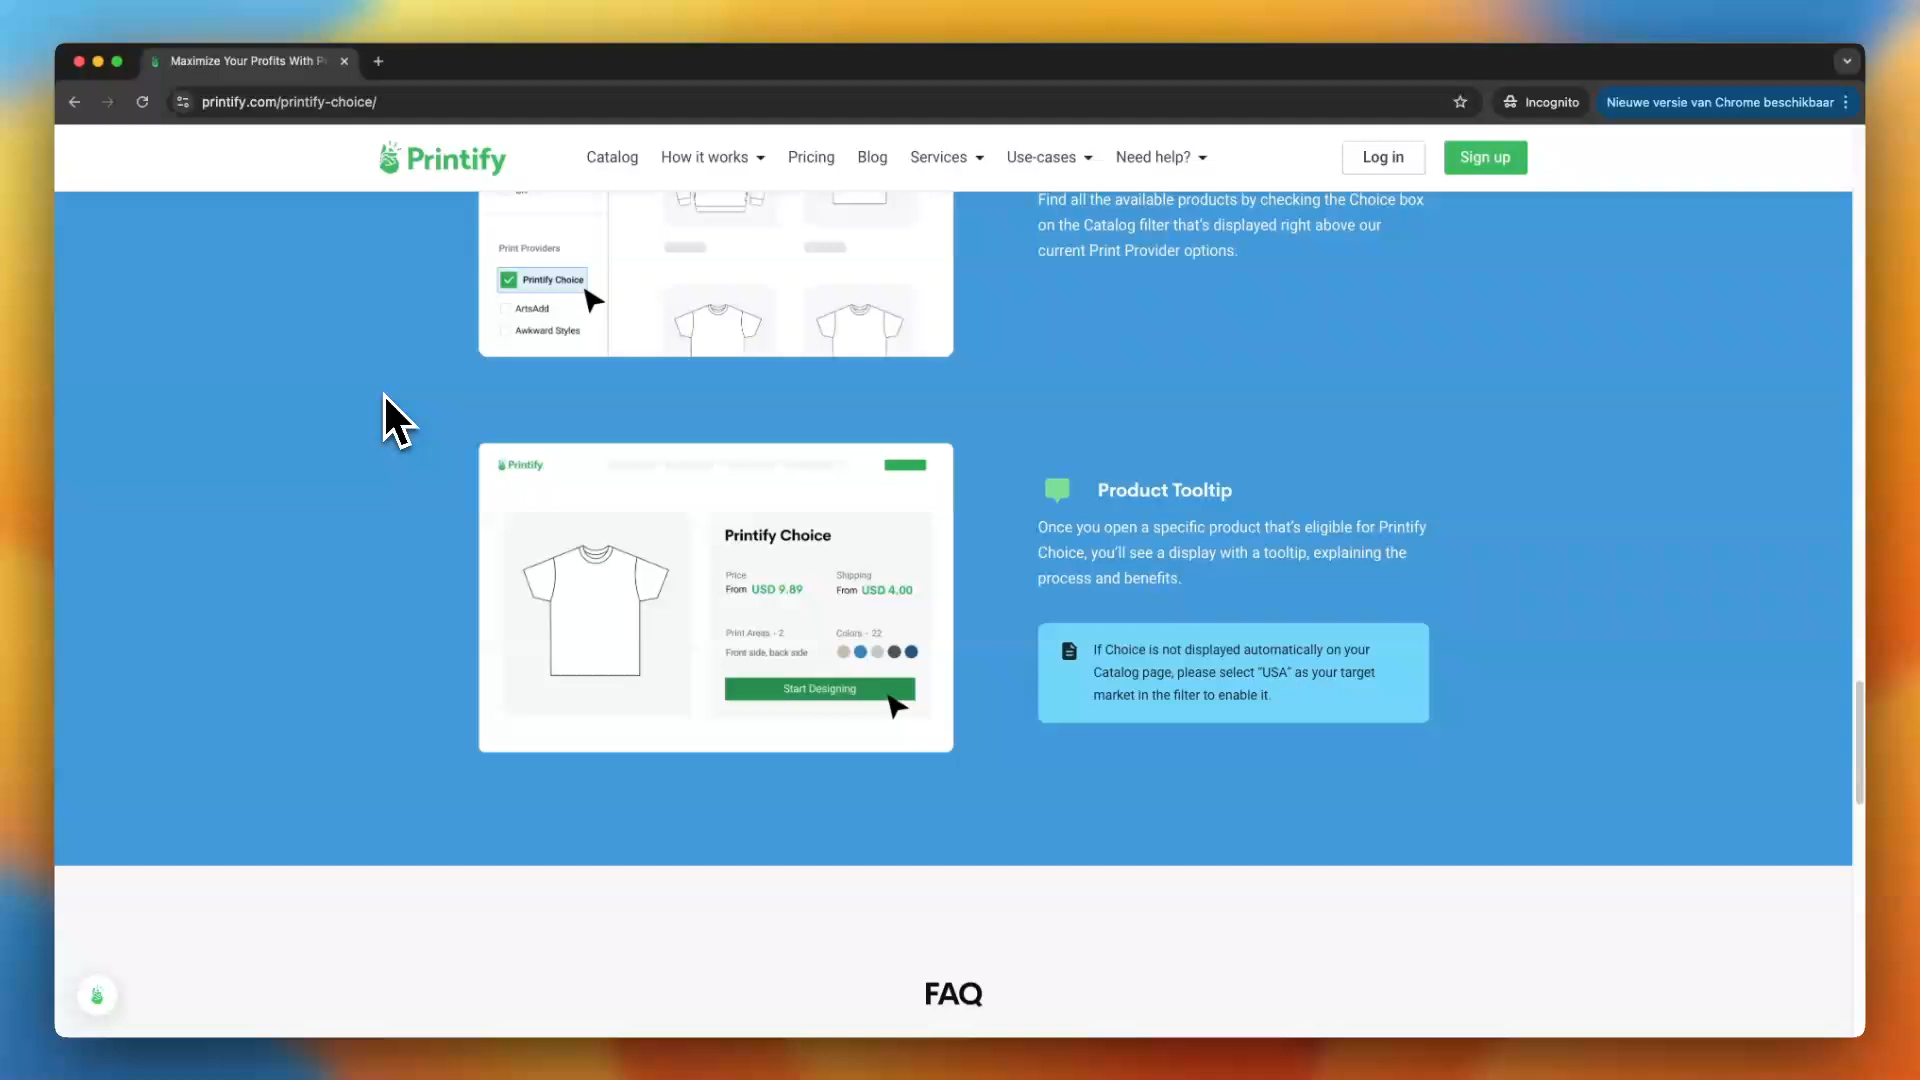 Maximize Your Profits With Pr
printify.com/printify-choice/
Incognito
Nieuwe versie van Chrome beschikbaar
Printify
Catalog
How it works
Pricing
Blog
Services
Use-cases
Need help?
Log in
Sign up
Print Providers
Printify Choice
ArtsAdd
Awkward Styles
Find all the available products by checking the Choice box
on the Catalog filter that's displayed right above our
current Print Provider options.
Printify
Printify Choice
Price
From USD 9.89
Shipping
From USD 4.00
Print Areas - 2
Front side, back side
Colors - 22
Start Designing
Product Tooltip
Once you open a specific product that's eligible for Printify
Choice, you'll see a display with a tooltip, explaining the
process and benefits.
If Choice is not displayed automatically on your
Catalog page, please select "USA" as your target
market in the filter to enable it.
FAQ